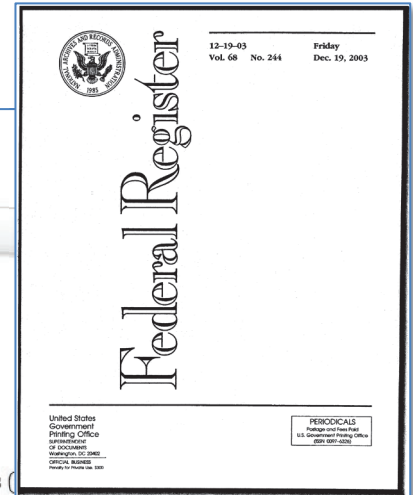 NATIONAL ARCHIVES AND RECORDS ADMINISTRATION
1985
12–19–03
Vol. 68 No. 244
Friday
Dec. 19, 2003
Federal Register
United States
Government
Printing Office
SUPERINTENDENT
OF DOCUMENTS
Washington, DC 20402
OFFICIAL BUSINESS
Penalty for Private Use, $300
PERIODICALS
Postage and Fees Paid
U.S. Government Printing Office
(ISSN 0097–6326)